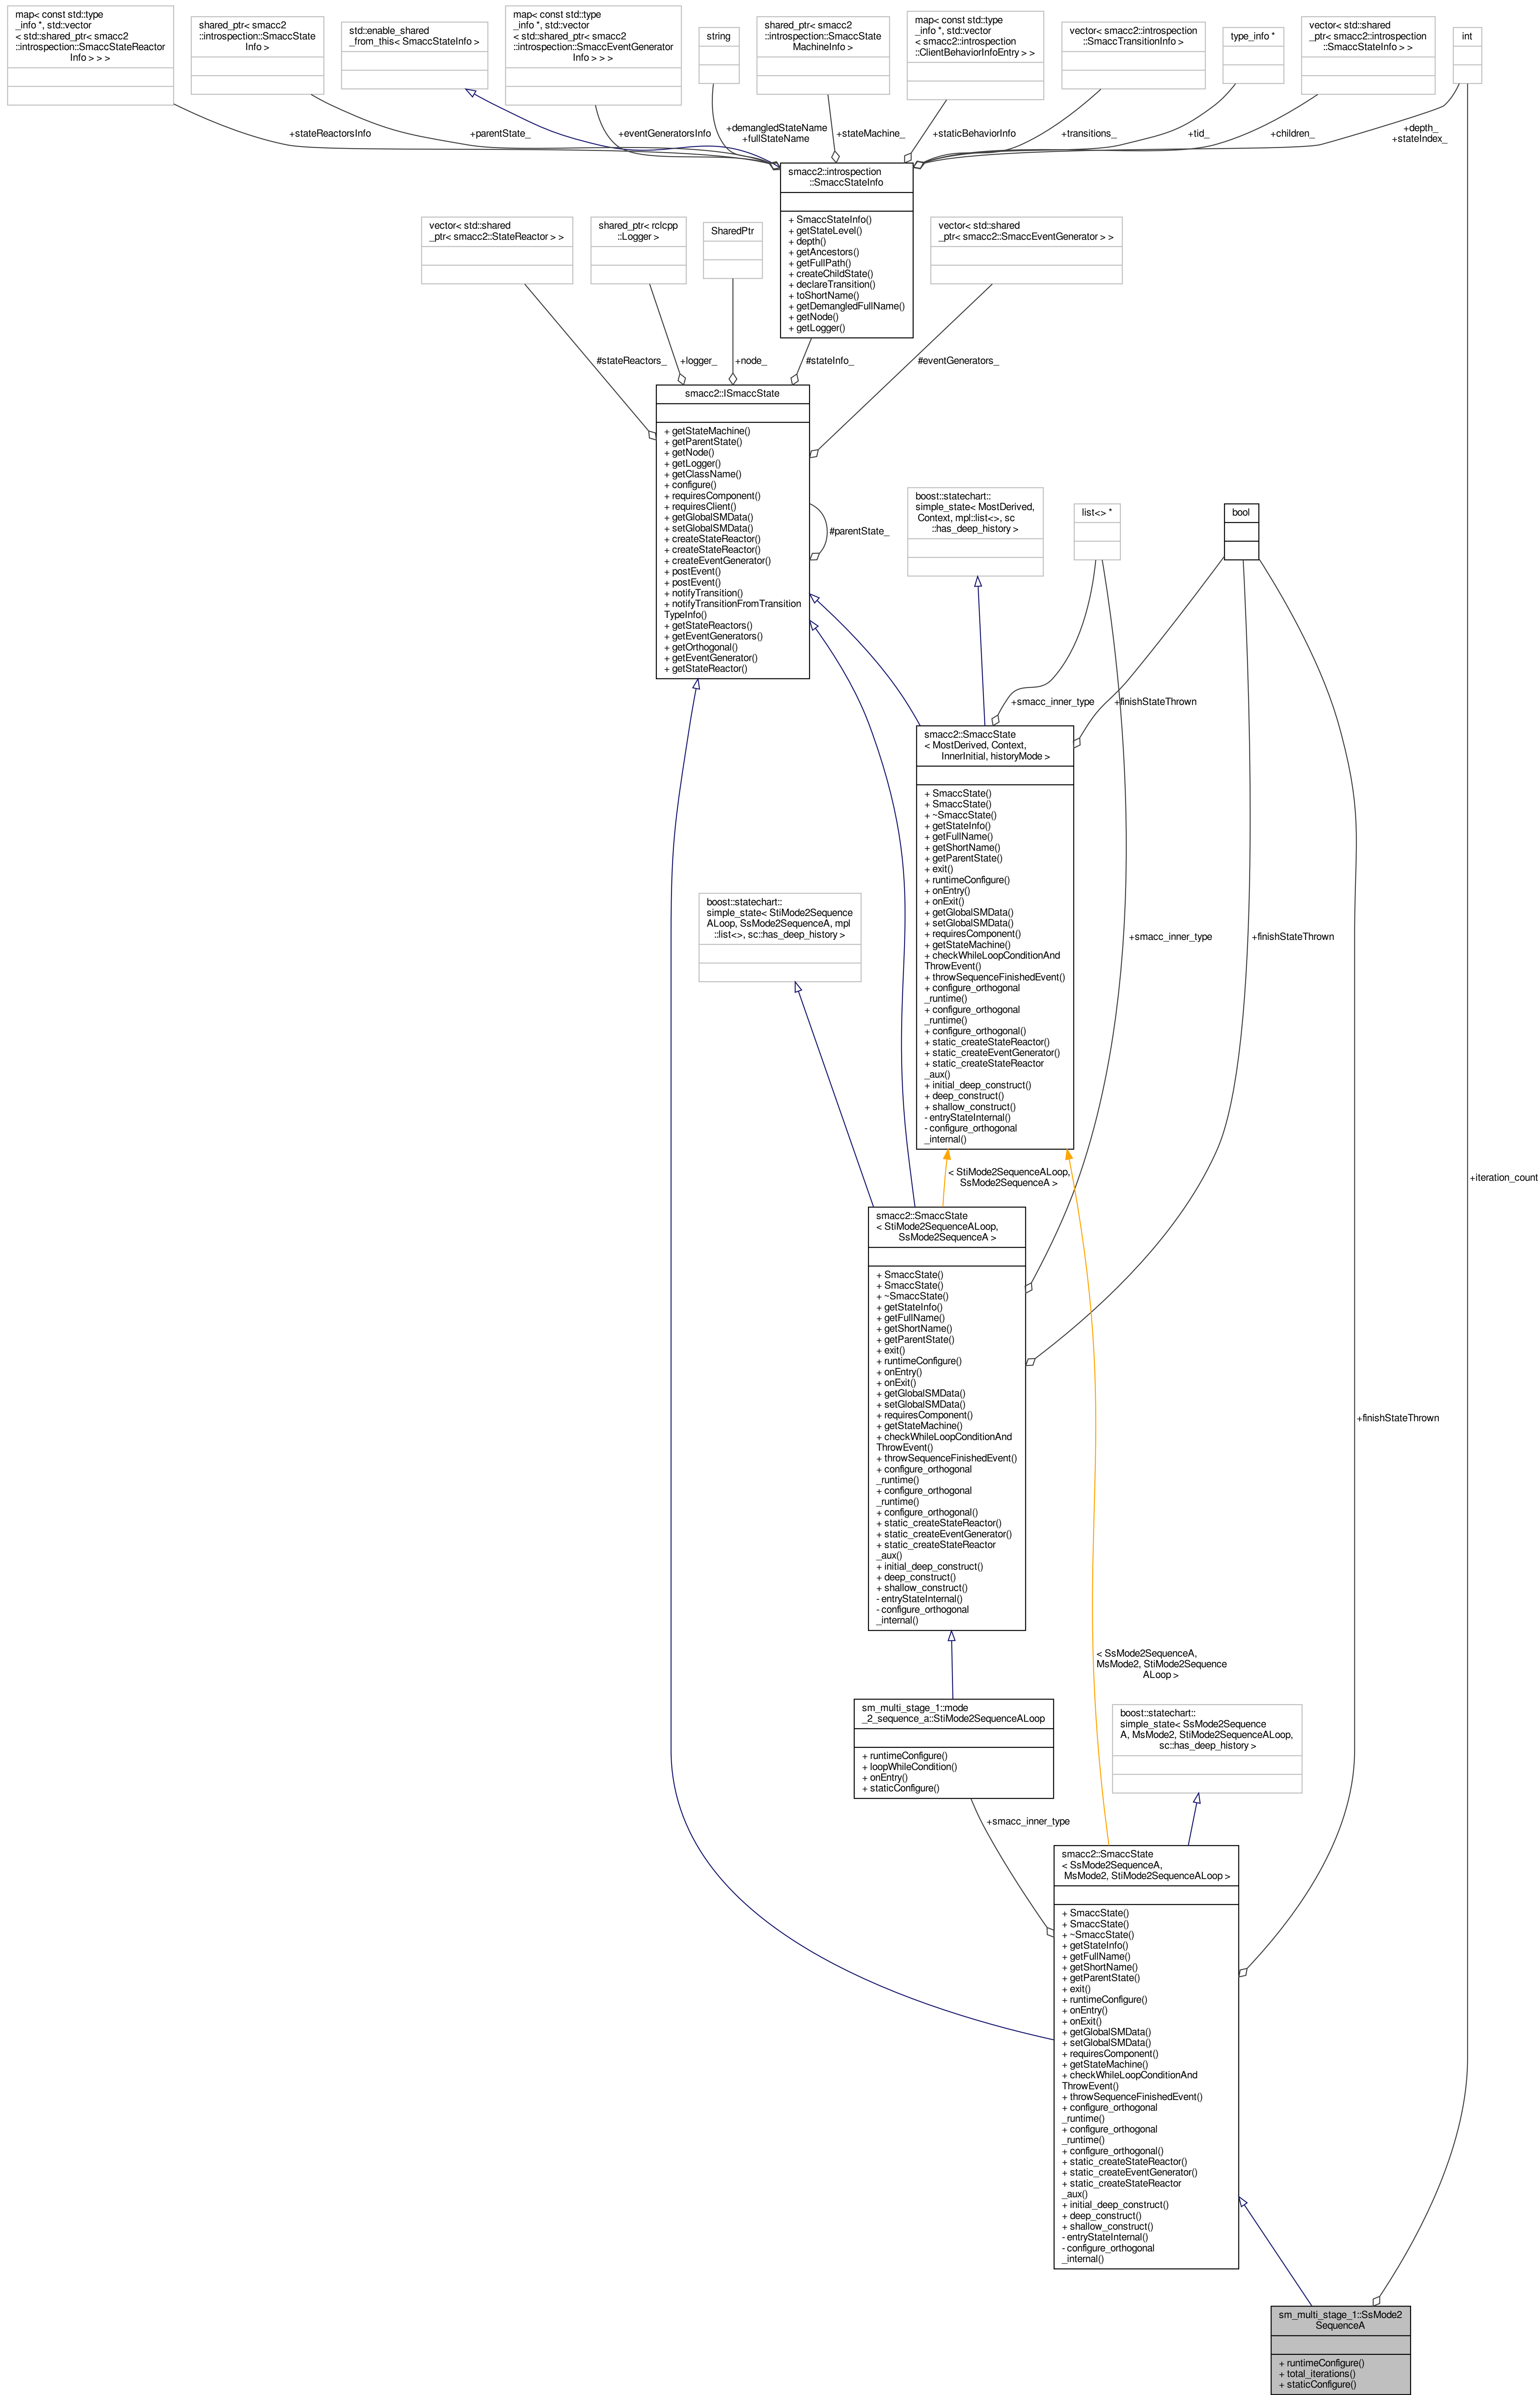 map< const std::type
_info *, std::vector
< std::shared_ptr< smacc2
::introspection::SmaccStateReactor
Info > > >
shared_ptr< smacc2
::introspection::SmaccState
Info >
std::enable_shared
_from_this< SmaccStateInfo >
map< const std::type
_info *, std::vector
< std::shared_ptr< smacc2
::introspection::SmaccEventGenerator
Info > > >
string
shared_ptr< smacc2
::introspection::SmaccState
MachineInfo >
map< const std::type
_info *, std::vector
< smacc2::introspection
::ClientBehaviorInfoEntry > >
vector< smacc2::introspection
::SmaccTransitionInfo >
type_info *
vector< std::shared
_ptr< smacc2::introspection
::SmaccStateInfo > >
int
+stateReactorsInfo
+parentState_
+eventGeneratorsInfo
+demangledStateName
+fullStateName
+stateMachine_
+staticBehaviorInfo
+transitions_
+tid_
+children_
+depth_
+stateIndex_
smacc2::introspection
::SmaccStateInfo
+ SmaccStateInfo()
+ getStateLevel()
+ depth()
+ getAncestors()
+ getFullPath()
+ createChildState()
+ declareTransition()
+ toShortName()
+ getDemangledFullName()
+ getNode()
+ getLogger()
vector< std::shared
_ptr< smacc2::StateReactor > >
shared_ptr< rclcpp
::Logger >
SharedPtr
vector< std::shared
_ptr< smacc2::SmaccEventGenerator > >
#stateReactors_
+logger_
+node_
#stateInfo_
#eventGenerators_
smacc2::ISmaccState
+ getStateMachine()
+ getParentState()
+ getNode()
+ getLogger()
+ getClassName()
+ configure()
+ requiresComponent()
+ requiresClient()
+ getGlobalSMData()
+ setGlobalSMData()
+ createStateReactor()
+ createStateReactor()
+ createEventGenerator()
+ postEvent()
+ postEvent()
+ notifyTransition()
+ notifyTransitionFromTransition
TypeInfo()
+ getStateReactors()
+ getEventGenerators()
+ getOrthogonal()
+ getEventGenerator()
+ getStateReactor()
#parentState_
boost::statechart::
simple_state< MostDerived,
Context, mpl::list<>, sc
::has_deep_history >
list<> *
bool
+smacc_inner_type
+finishStateThrown
smacc2::SmaccState
< MostDerived, Context,
InnerInitial, historyMode >
+ SmaccState()
+ SmaccState()
+ ~SmaccState()
+ getStateInfo()
+ getFullName()
+ getShortName()
+ getParentState()
+ exit()
+ runtimeConfigure()
+ onEntry()
+ onExit()
+ getGlobalSMData()
+ setGlobalSMData()
+ requiresComponent()
+ getStateMachine()
+ checkWhileLoopConditionAnd
ThrowEvent()
+ throwSequenceFinishedEvent()
+ configure_orthogonal
_runtime()
+ configure_orthogonal
_runtime()
+ configure_orthogonal()
+ static_createStateReactor()
+ static_createEventGenerator()
+ static_createStateReactor
_aux()
+ initial_deep_construct()
+ deep_construct()
+ shallow_construct()
- entryStateInternal()
- configure_orthogonal
_internal()
boost::statechart::
simple_state< StiMode2Sequence
ALoop, SsMode2SequenceA, mpl
::list<>, sc::has_deep_history >
+smacc_inner_type
+finishStateThrown
< StiMode2SequenceALoop,
SsMode2SequenceA >
+iteration_count
smacc2::SmaccState
< StiMode2SequenceALoop,
SsMode2SequenceA >
+ SmaccState()
+ SmaccState()
+ ~SmaccState()
+ getStateInfo()
+ getFullName()
+ getShortName()
+ getParentState()
+ exit()
+ runtimeConfigure()
+ onEntry()
+ onExit()
+ getGlobalSMData()
+ setGlobalSMData()
+ requiresComponent()
+ getStateMachine()
+ checkWhileLoopConditionAnd
ThrowEvent()
+ throwSequenceFinishedEvent()
+ configure_orthogonal
_runtime()
+ configure_orthogonal
_runtime()
+ configure_orthogonal()
+ static_createStateReactor()
+ static_createEventGenerator()
+ static_createStateReactor
_aux()
+ initial_deep_construct()
+ deep_construct()
+ shallow_construct()
- entryStateInternal()
- configure_orthogonal
_internal()
+finishStateThrown
< SsMode2SequenceA,
MsMode2, StiMode2Sequence
ALoop >
sm_multi_stage_1::mode
_2_sequence_a::StiMode2SequenceALoop
+ runtimeConfigure()
+ loopWhileCondition()
+ onEntry()
+ staticConfigure()
boost::statechart::
simple_state< SsMode2Sequence
A, MsMode2, StiMode2SequenceALoop,
sc::has_deep_history >
+smacc_inner_type
smacc2::SmaccState
< SsMode2SequenceA,
MsMode2, StiMode2SequenceALoop >
+ SmaccState()
+ SmaccState()
+ ~SmaccState()
+ getStateInfo()
+ getFullName()
+ getShortName()
+ getParentState()
+ exit()
+ runtimeConfigure()
+ onEntry()
+ onExit()
+ getGlobalSMData()
+ setGlobalSMData()
+ requiresComponent()
+ getStateMachine()
+ checkWhileLoopConditionAnd
ThrowEvent()
+ throwSequenceFinishedEvent()
+ configure_orthogonal
_runtime()
+ configure_orthogonal
_runtime()
+ configure_orthogonal()
+ static_createStateReactor()
+ static_createEventGenerator()
+ static_createStateReactor
_aux()
+ initial_deep_construct()
+ deep_construct()
+ shallow_construct()
- entryStateInternal()
- configure_orthogonal
_internal()
sm_multi_stage_1::SsMode2
SequenceA
+ runtimeConfigure()
+ total_iterations()
+ staticConfigure()